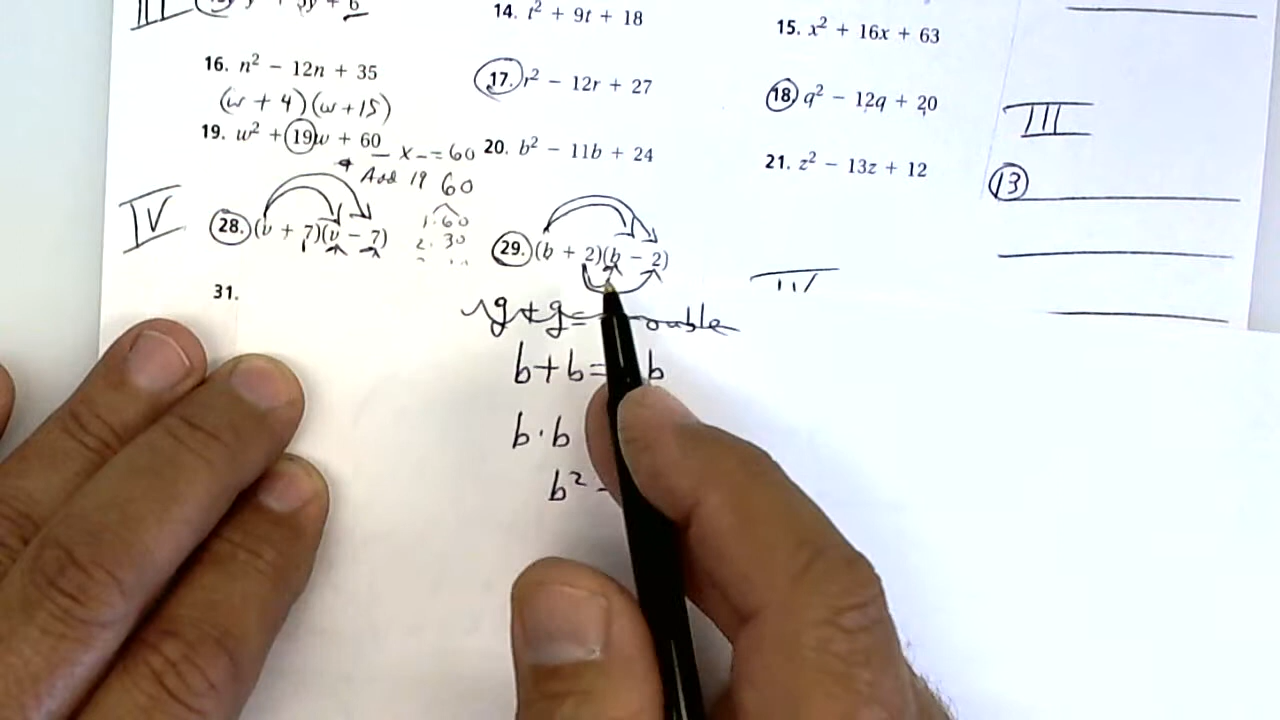 14. t² + 9t + 18
15. x² + 16x + 63
16. n² − 12n + 35
17. r² − 12r + 27
18. q² − 12q + 20
(w + 4)(w + 15)
19. w² + 19w + 60
_ x _ = 60
20. b² − 11b + 24
21. z² − 13z + 12
III
13
Add 19
60
1·60
2·30
IV
28. (v + 7)(v − 7)
29. (b + 2)(b − 2)
31.
b+b= b
b·b
b² -